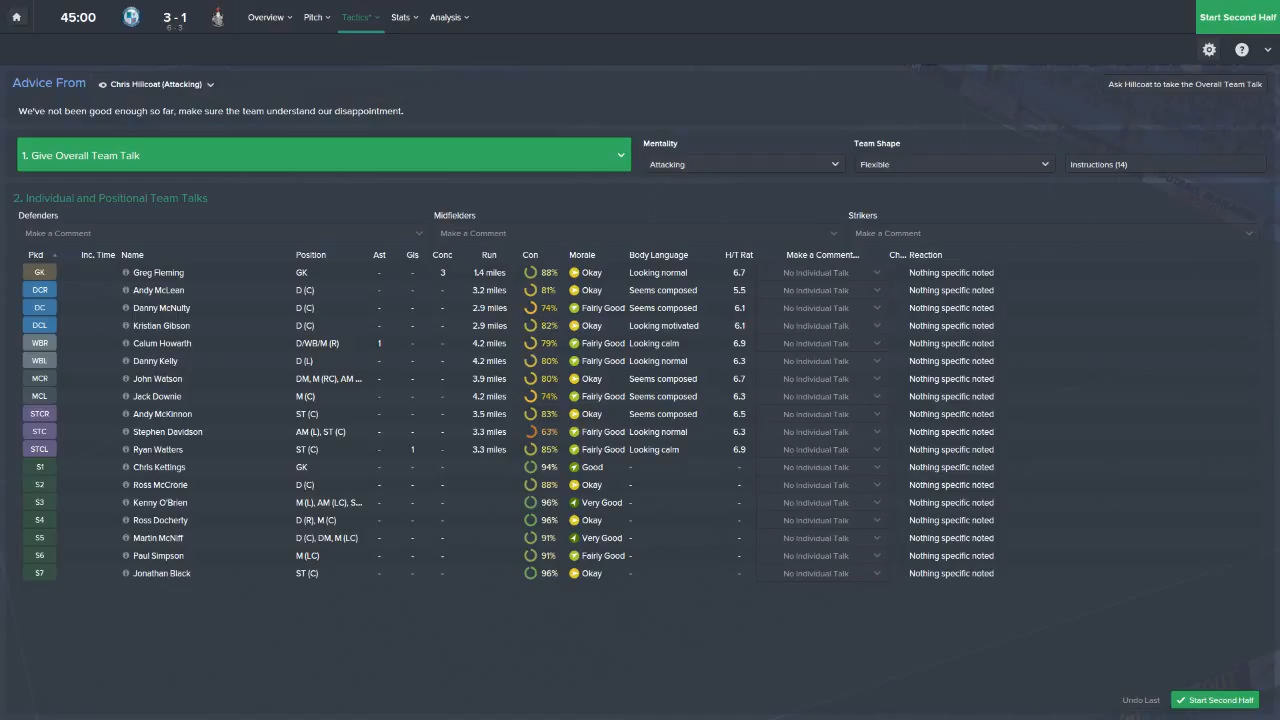 45:00 3 - 1 Overview Pitch Tactics* Stats Analysis Start Second Half
6 - 3
Advice From Chris Hillcoat (Attacking) Ask Hillcoat to take the Overall Team Talk
We've not been good enough so far, make sure the team understand our disappointment.
Mentality Team Shape
1. Give Overall Team Talk Attacking Flexible Instructions (14)
2. Individual and Positional Team Talks
Defenders Midfielders Strikers
Make a Comment Make a Comment Make a Comment
Pkd Inc. Time Name Position Ast Gls Conc Run Con Morale Body Language H/T Rat Make a Comment... Ch... Reaction
GK Greg Fleming GK - - 3 1.4 miles 88% Okay Looking normal 6.7 No Individual Talk Nothing specific noted
DCR Andy McLean D (C) - - - 3.2 miles 81% Okay Seems composed 5.5 No Individual Talk Nothing specific noted
DC Danny McNulty D (C) - - - 2.9 miles 74% Fairly Good Seems composed 6.1 No Individual Talk Nothing specific noted
DCL Kristian Gibson D (C) - - - 2.9 miles 82% Okay Looking motivated 6.1 No Individual Talk Nothing specific noted
WBR Calum Howarth D/WB/M (R) 1 - - 4.2 miles 79% Fairly Good Looking calm 6.9 No Individual Talk Nothing specific noted
WBL Danny Kelly D (L) - - - 4.2 miles 80% Fairly Good Looking normal 6.3 No Individual Talk Nothing specific noted
MCR John Watson DM, M (RC), AM ... - - - 3.9 miles 80% Okay Seems composed 6.7 No Individual Talk Nothing specific noted
MCL Jack Downie M (C) - - - 4.2 miles 74% Fairly Good Seems composed 6.3 No Individual Talk Nothing specific noted
STCR Andy McKinnon ST (C) - - - 3.5 miles 83% Okay Seems composed 6.5 No Individual Talk Nothing specific noted
STC Stephen Davidson AM (L), ST (C) - - - 3.3 miles 63% Fairly Good Looking normal 6.3 No Individual Talk Nothing specific noted
STCL Ryan Watters ST (C) - 1 - 3.3 miles 85% Fairly Good Looking calm 6.9 No Individual Talk Nothing specific noted
S1 Chris Kettings GK - - - 94% Good - - No Individual Talk Nothing specific noted
S2 Ross McCrorie D (C) - - - 88% Okay - - No Individual Talk Nothing specific noted
S3 Kenny O'Brien M (L), AM (LC), S... - - - 96% Very Good - - No Individual Talk Nothing specific noted
S4 Ross Docherty D (R), M (C) - - - 96% Okay - - No Individual Talk Nothing specific noted
S5 Martin McNiff D (C), DM, M (LC) - - - 91% Very Good - - No Individual Talk Nothing specific noted
S6 Paul Simpson M (LC) - - - 91% Fairly Good - - No Individual Talk Nothing specific noted
S7 Jonathan Black ST (C) - - - 96% Okay - - No Individual Talk Nothing specific noted
Undo Last Start Second Half